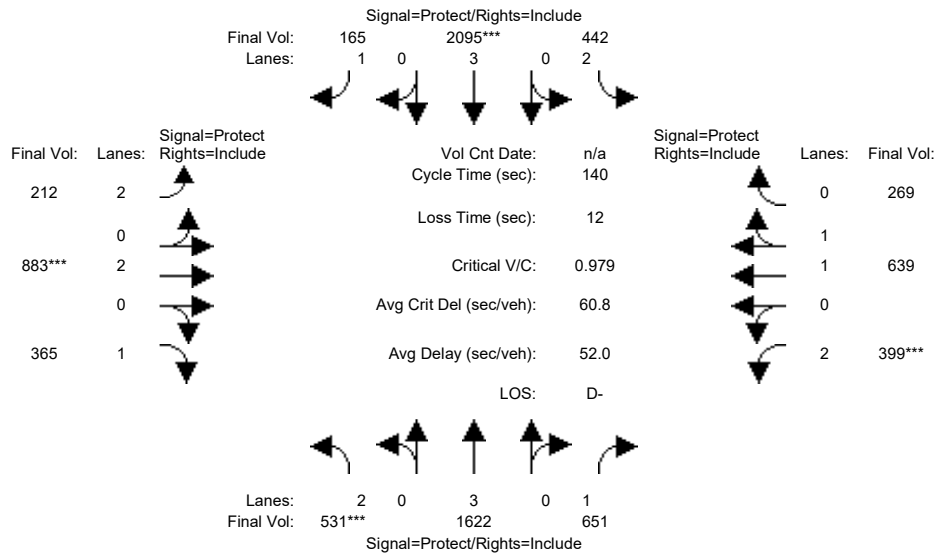 Signal=Protect/Rights=Include
Final Vol: 165 2095*** 442
Lanes: 1 0 3 0 2
Signal=Protect Signal=Protect
Final Vol: Lanes: Rights=Include Vol Cnt Date: n/a Rights=Include Lanes: Final Vol:
Cycle Time (sec): 140
212 2 0 269
Loss Time (sec): 12
0 1
883*** 2 Critical V/C: 0.979 1 639
0 Avg Crit Del (sec/veh): 60.8 0
365 1 Avg Delay (sec/veh): 52.0 2 399***
LOS: D-
Lanes: 2 0 3 0 1
Final Vol: 531*** 1622 651
Signal=Protect/Rights=Include